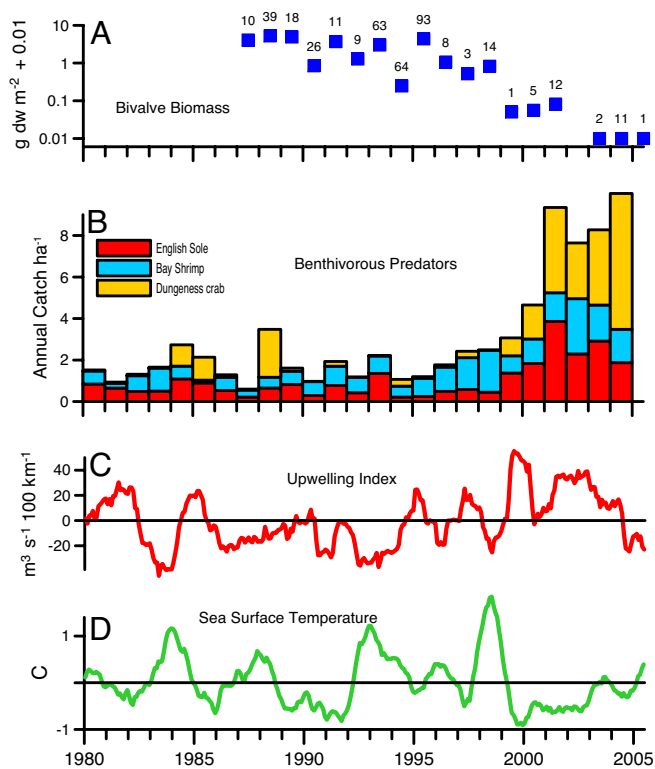 A
g dw m-2 + 0.01
10
1
0.1
0.01
10 39 18 26 11 9 63 64 93 8 3 14 1 5 12 2 11 1
Bivalve Biomass
B
Annual Catch ha-1
8
6
4
2
0
English Sole
Bay Shrimp
Dungeness crab
Benthivorous Predators
C
m3 s-1 100 km-1
40
20
0
-20
Upwelling Index
D
C
1
-1
Sea Surface Temperature
1980 1985 1990 1995 2000 2005